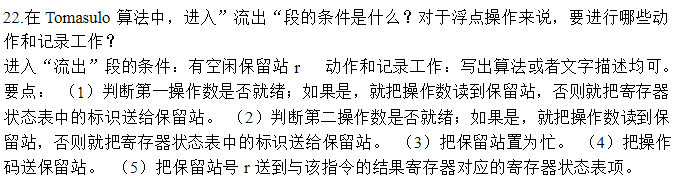 22.在 Tomasulo 算法中，进入”流出“段的条件是什么？对于浮点操作来说，要进行哪些动
作和记录工作？
进入“流出”段的条件：有空闲保留站 r 动作和记录工作：写出算法或者文字描述均可。
要点： （1）判断第一操作数是否就绪；如果是，就把操作数读到保留站，否则就把寄存器
状态表中的标识送给保留站。 （2）判断第二操作数是否就绪；如果是，就把操作数读到保
留站，否则就把寄存器状态表中的标识送给保留站。 （3）把保留站置为忙。 （4）把操作
码送保留站。 （5）把保留站号 r 送到与该指令的结果寄存器对应的寄存器状态表项。